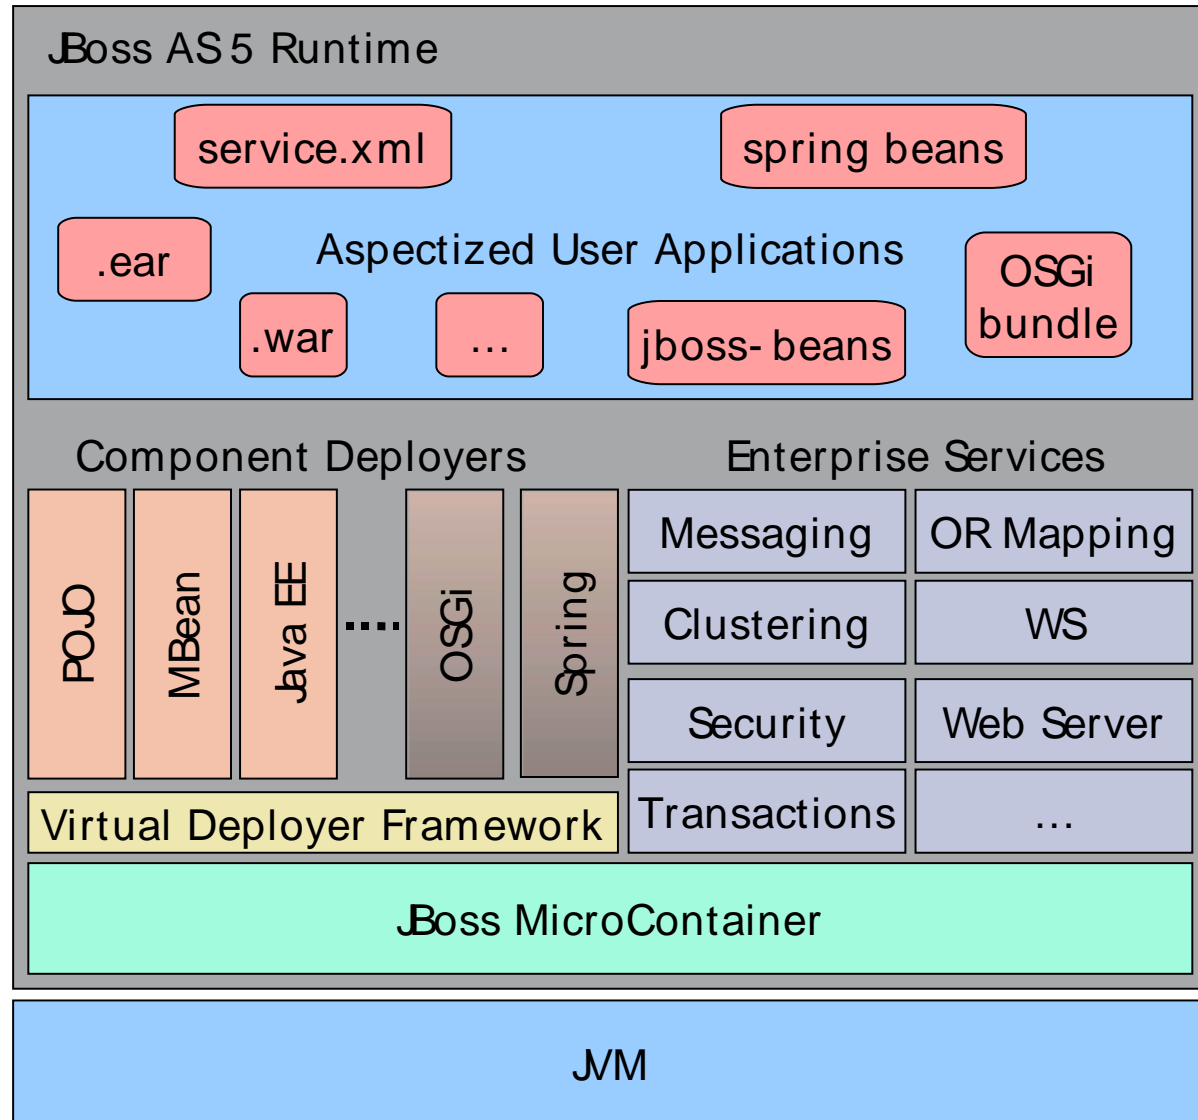 JBoss AS 5 Runtime
service.xml
spring beans
.ear
Aspectized User Applications
OSGi
bundle
.war
...
jboss-beans
Component Deployers
Enterprise Services
POJO
MBean
Java EE
....
OSGi
Spring
Messaging
OR Mapping
Clustering
WS
Security
Web Server
Transactions
...
Virtual Deployer Framework
JBoss MicroContainer
JVM